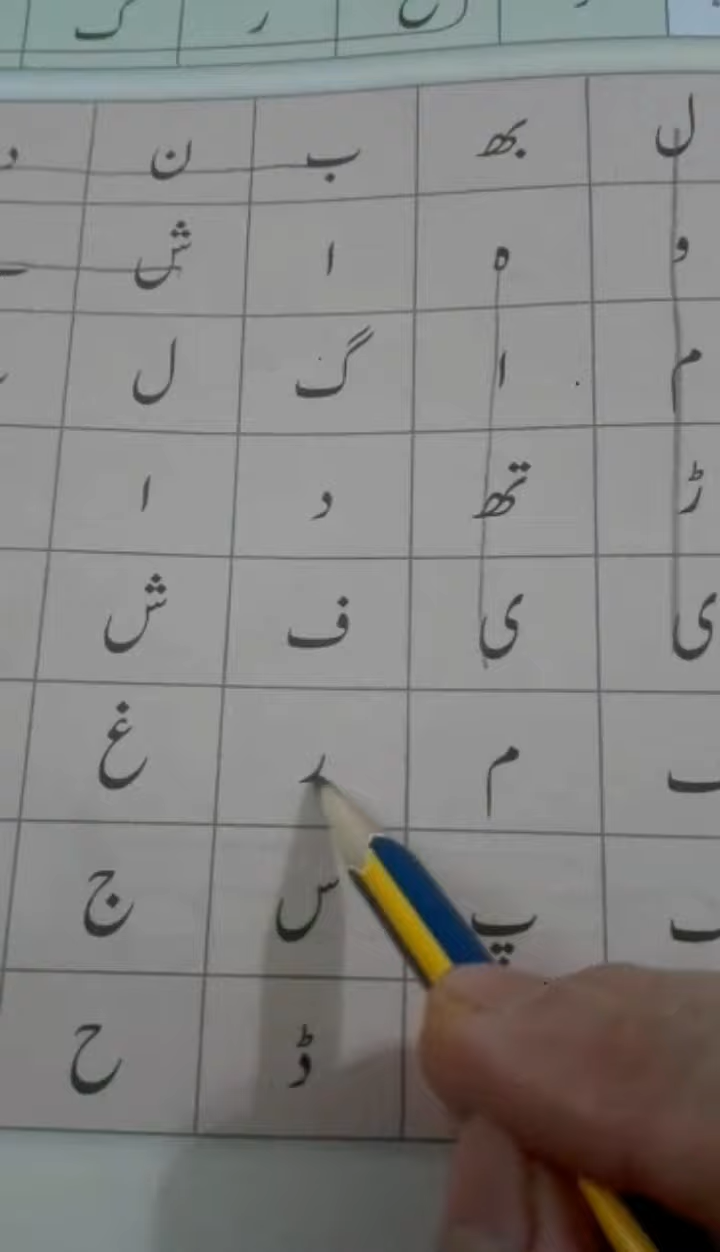 ل بھ ب ن د
و ہ ا ش
م ا گ ل
ڑ تھ د ا
ی ی ف ش
م ر غ
پ س ج
ڈ ح